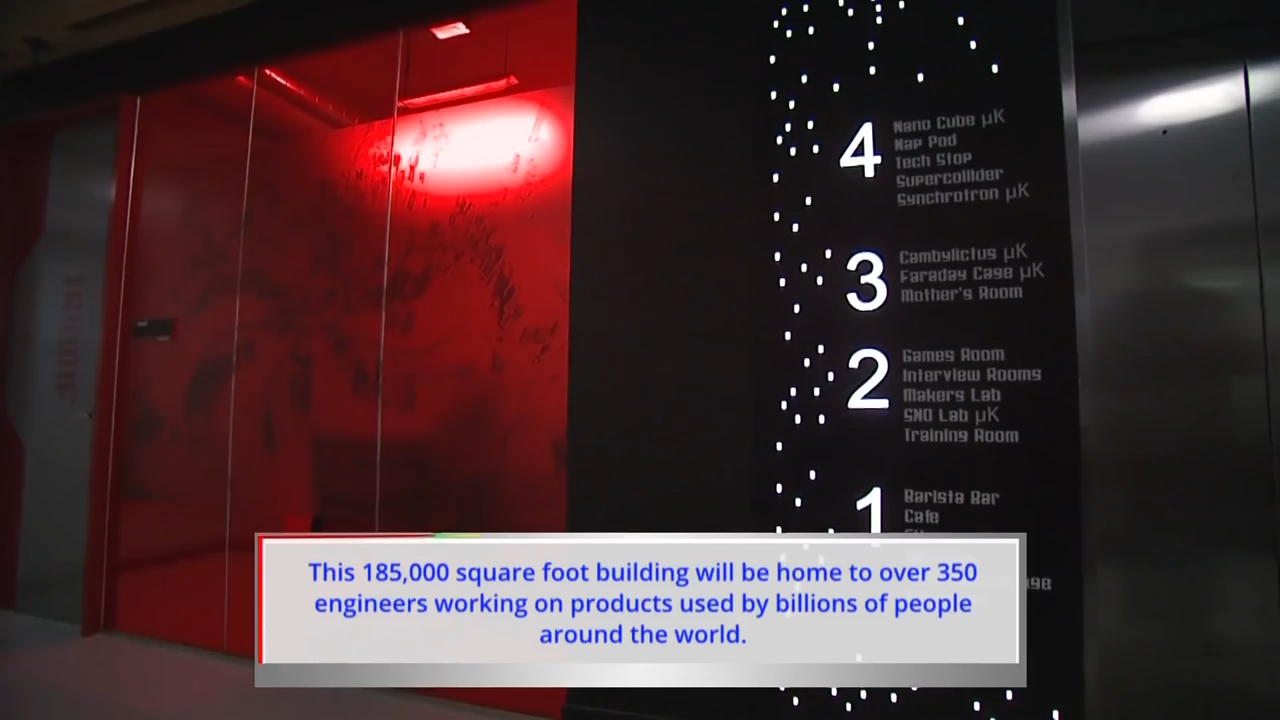 4
Nano Cube µK
Nap Pod
Tech Stop
Supercollider
Synchrotron µK
3
Cambylictus µK
Faraday Cage µK
Mother's Room
2
Games Room
Interview Rooms
Makers Lab
SNO Lab µK
Training Room
1
Barista Bar
Cafe
This 185,000 square foot building will be home to over 350
engineers working on products used by billions of people
around the world.